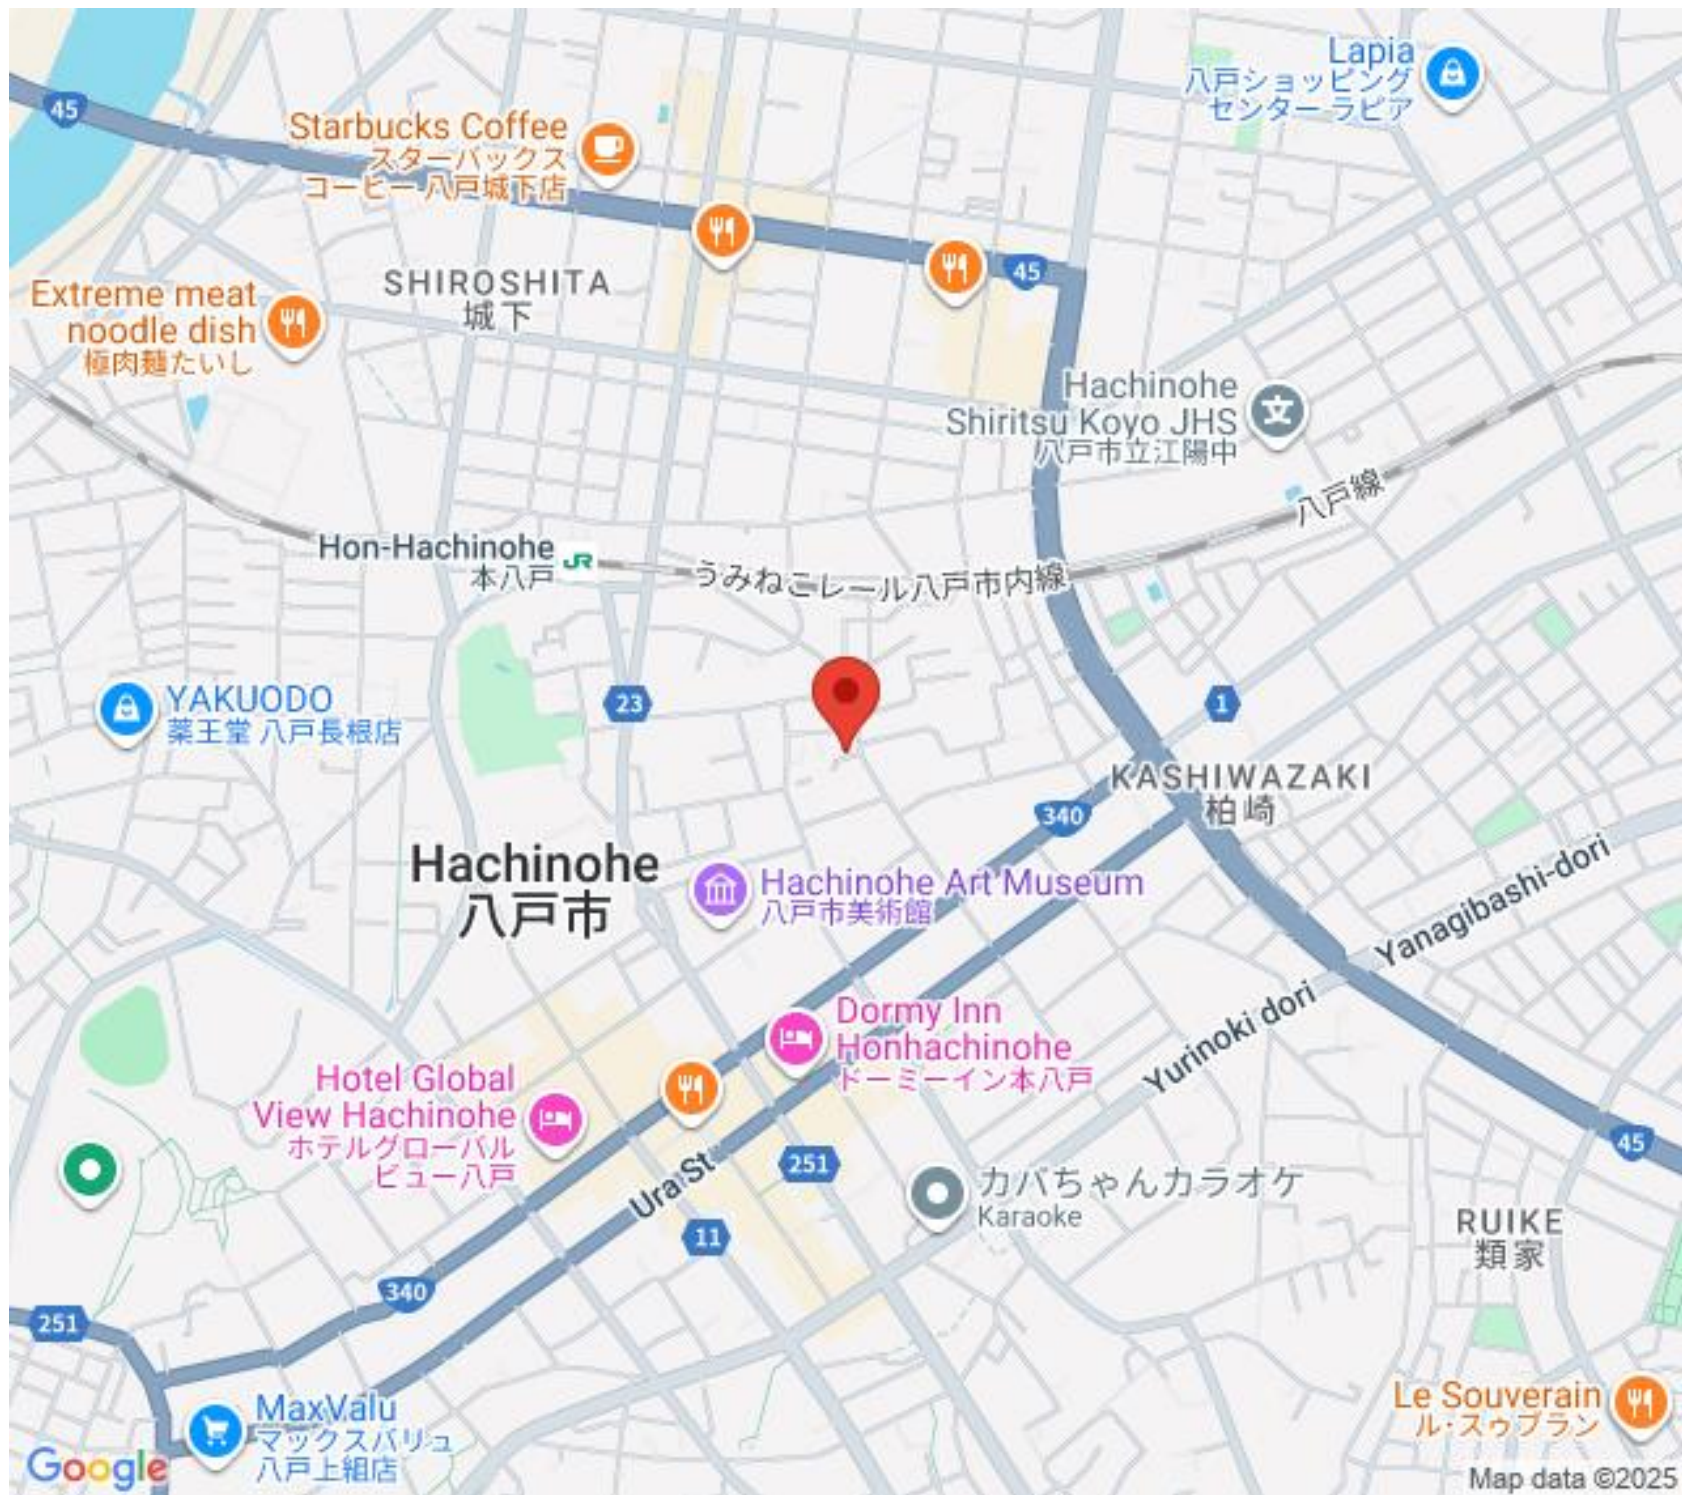 Lapia
八戸ショッピング
センター ラピア
45
Starbucks Coffee
スターバックス
コーヒー 八戸城下店
45
SHIROSHITA
城下
Extreme meat
noodle dish
極肉麺たいし
Hachinohe
Shiritsu Koyo JHS
八戸市立江陽中
八戸線
Hon-Hachinohe
本八戸
JR
うみねこレール八戸市内線
YAKUODO
薬王堂 八戸長根店
23
1
KASHIWAZAKI
柏崎
340
Hachinohe
八戸市
Hachinohe Art Museum
八戸市美術館
Yanagibashi-dori
Yurinoki dori
Dormy Inn
Honhachinohe
ドーミーイン本八戸
Hotel Global
View Hachinohe
ホテルグローバル
ビュー八戸
Ura St
251
11
カバちゃんカラオケ
Karaoke
45
RUIKE
類家
340
251
MaxValu
マックスバリュ
八戸上組店
Le Souverain
ル・スゥブラン
Google
Map data ©2025